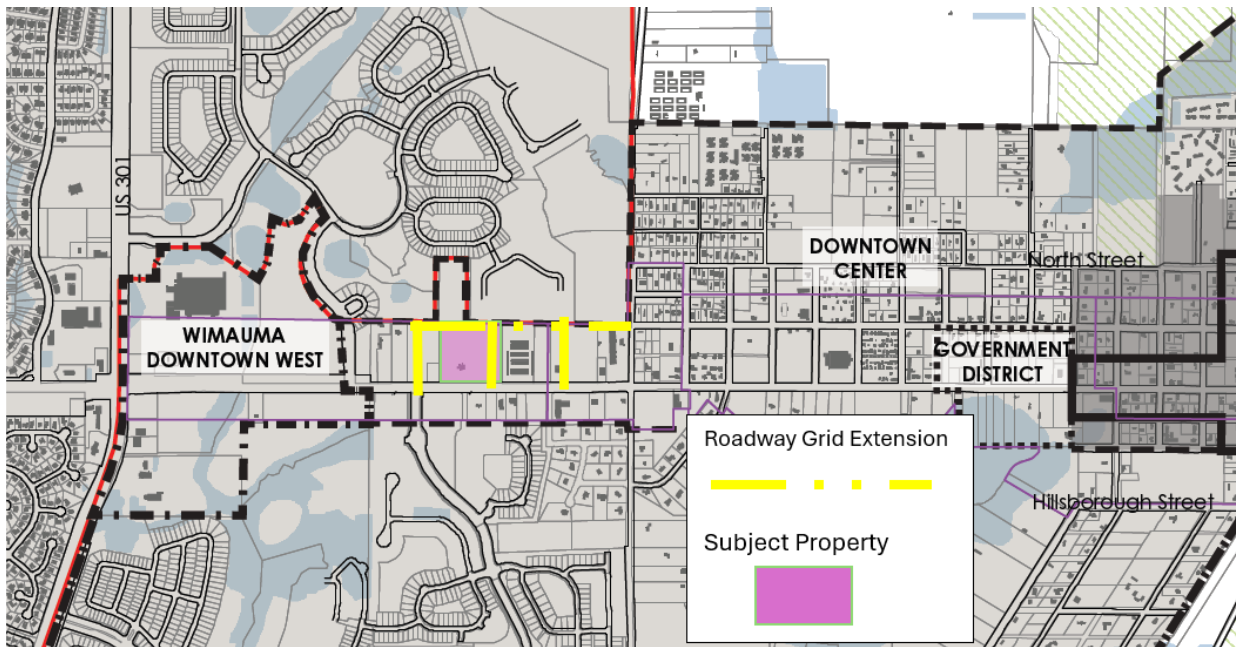 US 301
DOWNTOWN
CENTER
North Street
WIMAUMA
DOWNTOWN WEST
GOVERNMENT
DISTRICT
Roadway Grid Extension
Hillsborough Street
Subject Property